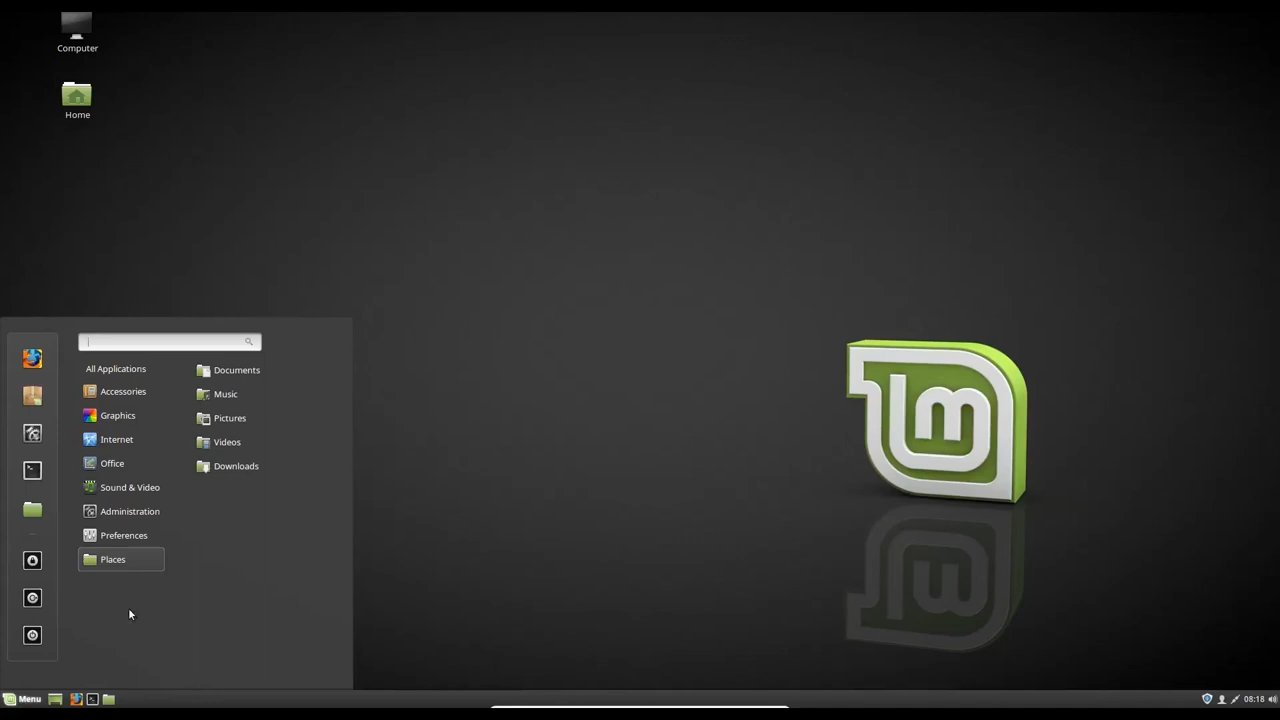 Computer
Home
All Applications
Accessories
Graphics
Internet
Office
Sound & Video
Administration
Preferences
Places
Documents
Music
Pictures
Videos
Downloads
Menu
08:18